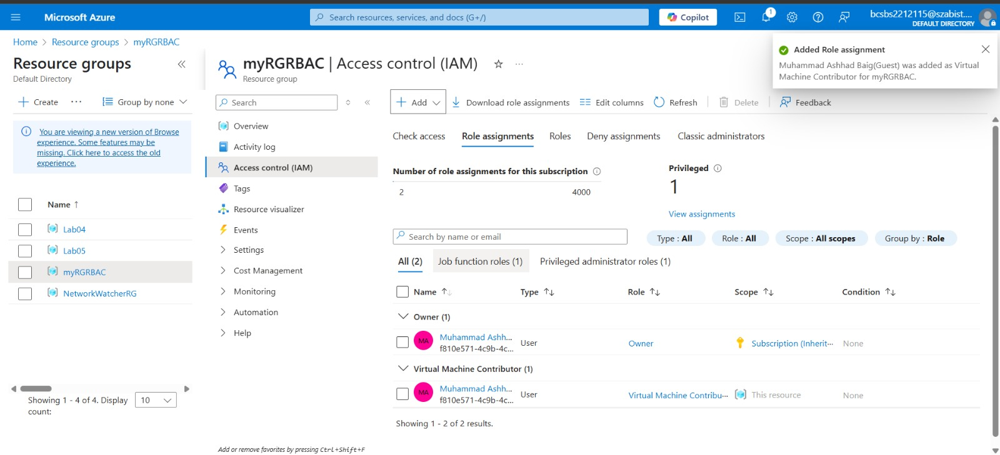 Microsoft Azure
Search resources, services, and docs (G+/)
Copilot
1
bcsbs2212115@szabist....
DEFAULT DIRECTORY
Home > Resource groups > myRGRBAC
Added Role assignment
Muhammad Ashhad Baig(Guest) was added as Virtual
Machine Contributor for myRGRBAC.
Resource groups
Default Directory
Create
Group by none
You are viewing a new version of Browse
experience. Some features may be
missing. Click here to access the old
experience.
Name ↑
Lab04
Lab05
myRGRBAC
NetworkWatcherRG
Showing 1 - 4 of 4. Display
count:
10
myRGRBAC | Access control (IAM)
Resource group
Search
Overview
Activity log
Access control (IAM)
Tags
Resource visualizer
Events
Settings
Cost Management
Monitoring
Automation
Help
Add or remove favorites by pressing Ctrl+Shift+F
Add
Download role assignments
Edit columns
Refresh
Delete
Feedback
Check access Role assignments Roles Deny assignments Classic administrators
Number of role assignments for this subscription
2 4000
Privileged
1
View assignments
Search by name or email
Type : All
Role : All
Scope : All scopes
Group by : Role
All (2) Job function roles (1) Privileged administrator roles (1)
Name ↑↓ Type ↑↓ Role ↑↓ Scope ↑↓ Condition ↑↓
Owner (1)
MA Muhammad Ashh... User Owner Subscription (Inherit... None
f810e571-4c9b-4c...
Virtual Machine Contributor (1)
MA Muhammad Ashh... User Virtual Machine Contribu... This resource None
f810e571-4c9b-4c...
Showing 1 - 2 of 2 results.